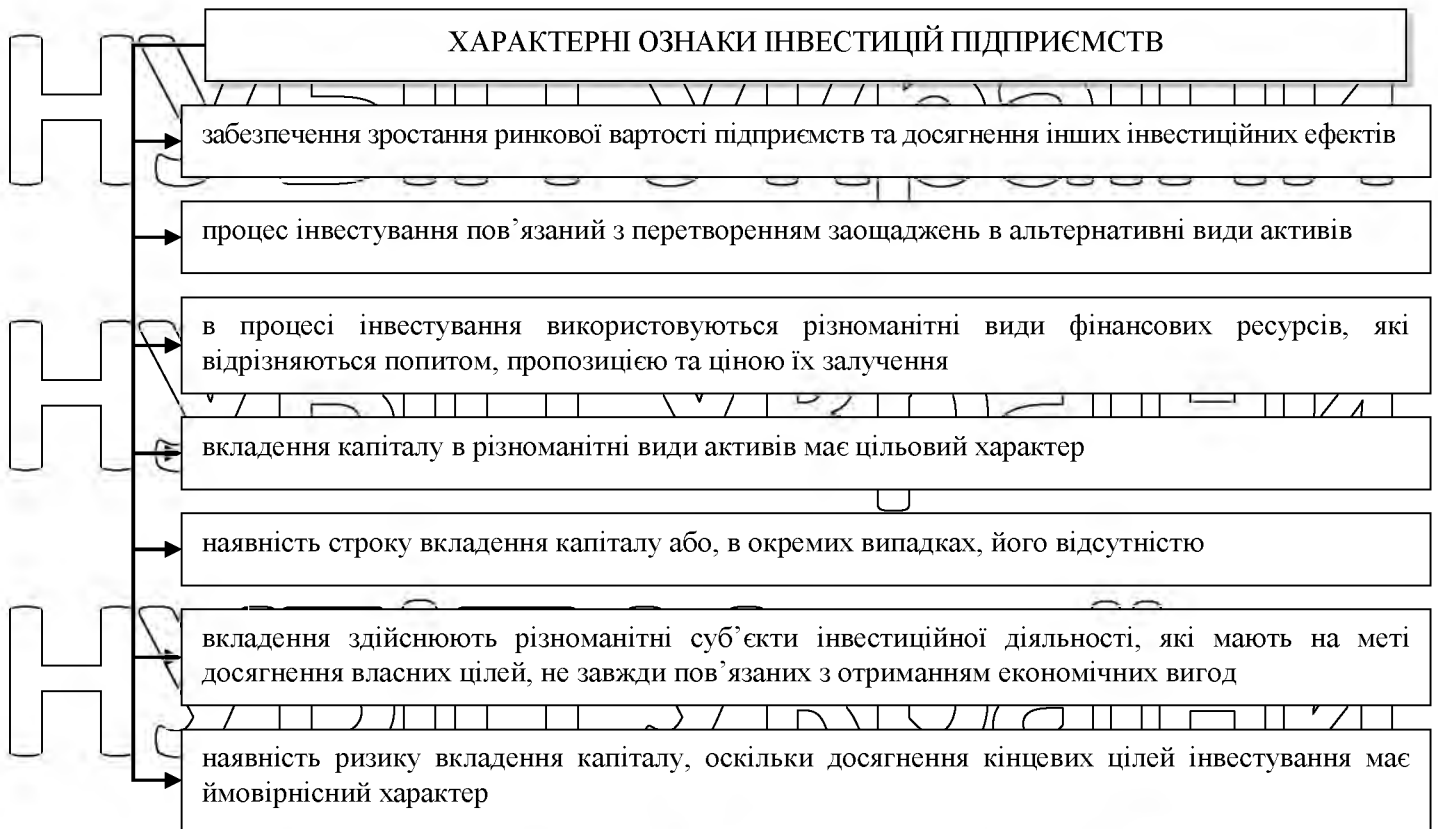 ХАРАКТЕРНІ ОЗНАКИ ІНВЕСТИЦІЙ ПІДПРИЄМСТВ
забезпечення зростання ринкової вартості підприємств та досягнення інших інвестиційних ефектів
процес інвестування пов’язаний з перетворенням заощаджень в альтернативні види активів
в процесі інвестування використовуються різноманітні види фінансових ресурсів, які
відрізняються попитом, пропозицією та ціною їх залучення
вкладення капіталу в різноманітні види активів має цільовий характер
наявність строку вкладення капіталу або, в окремих випадках, його відсутністю
вкладення здійснюють різноманітні суб’єкти інвестиційної діяльності, які мають на меті
досягнення власних цілей, не завжди пов’язаних з отриманням економічних вигод
наявність ризику вкладення капіталу, оскільки досягнення кінцевих цілей інвестування має
ймовірнісний характер